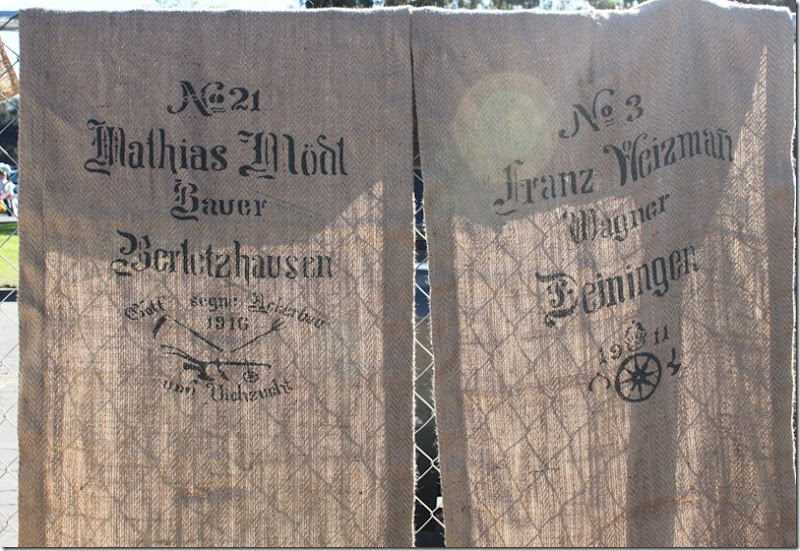 No 21
Mathias Mödl
Bauer
Berletzhausen
Gott segne Ackerbau
1916
und Viehzucht
No 3
Franz Weizman̄
Wagner
Deininger
1911